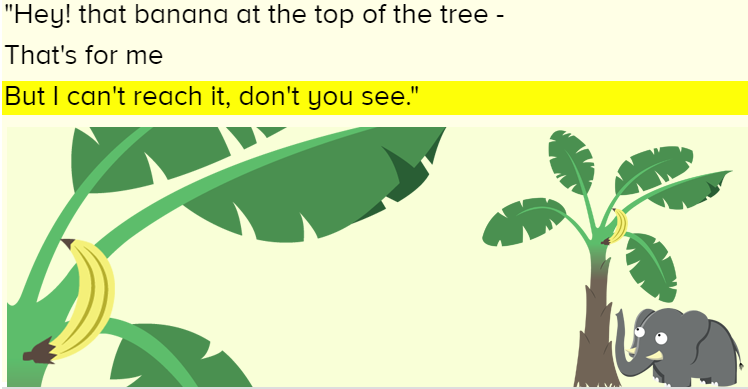 "Hey! that banana at the top of the tree -
That's for me
But I can't reach it, don't you see."